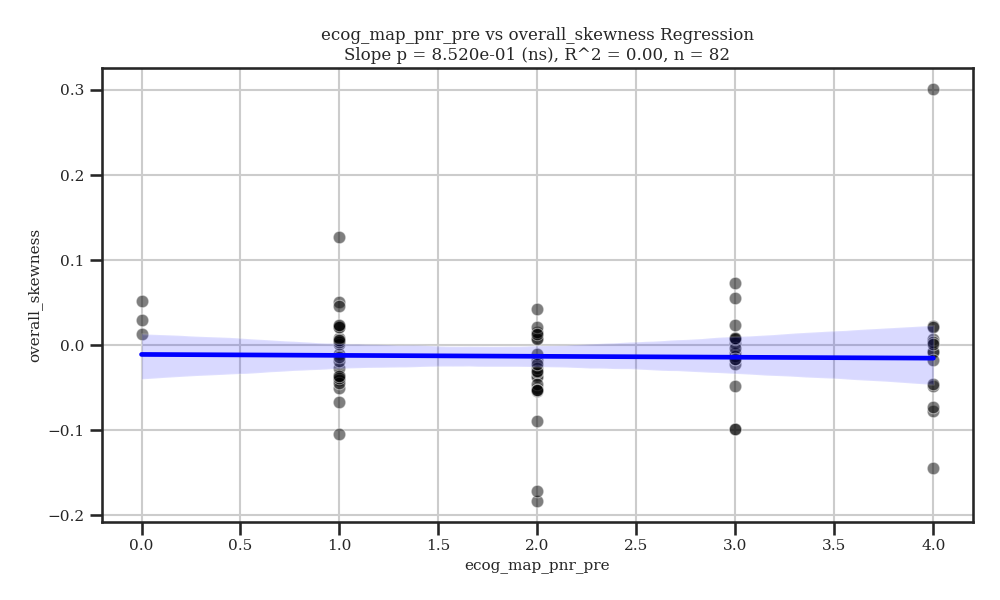 ecog_map_pnr_pre vs overall_skewness Regression
Slope p = 8.520e-01 (ns), R^2 = 0.00, n = 82
overall_skewness
0.3
0.2
0.1
0.0
−0.1
−0.2
0.0 0.5 1.0 1.5 2.0 2.5 3.0 3.5 4.0
ecog_map_pnr_pre